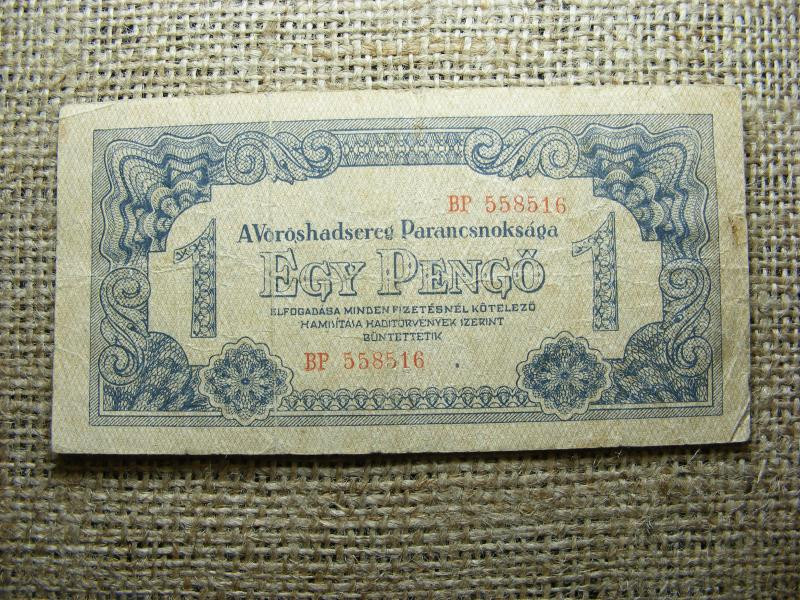 BP 558516
A Vöröshadsereg Parancsnoksága
1 EGY PENGŐ 1
ELFOGADÁSA MINDEN FIZETÉSNÉL KÖTELEZŐ
HAMISÍTÁSA HADITÖRVÉNYEK SZERINT
BÜNTETTETIK
BP 558516